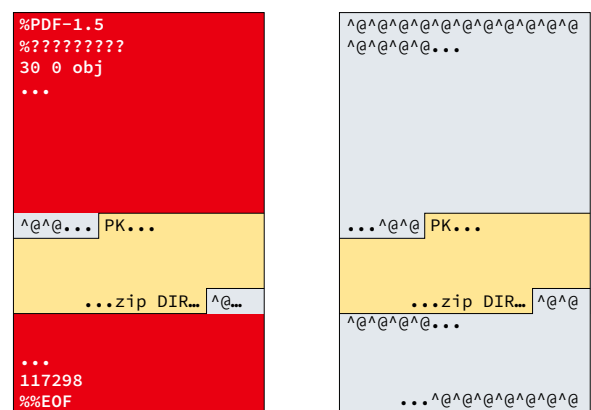 %PDF-1.5
%?????????
30 0 obj
...
^@^@... PK...
...zip DIR… ^@…
...
117298
%%EOF
^@^@^@^@^@^@^@^@^@^@^@
^@^@^@^@...
...^@^@ PK...
...zip DIR… ^@^@
^@^@^@^@...
...^@^@^@^@^@^@^@